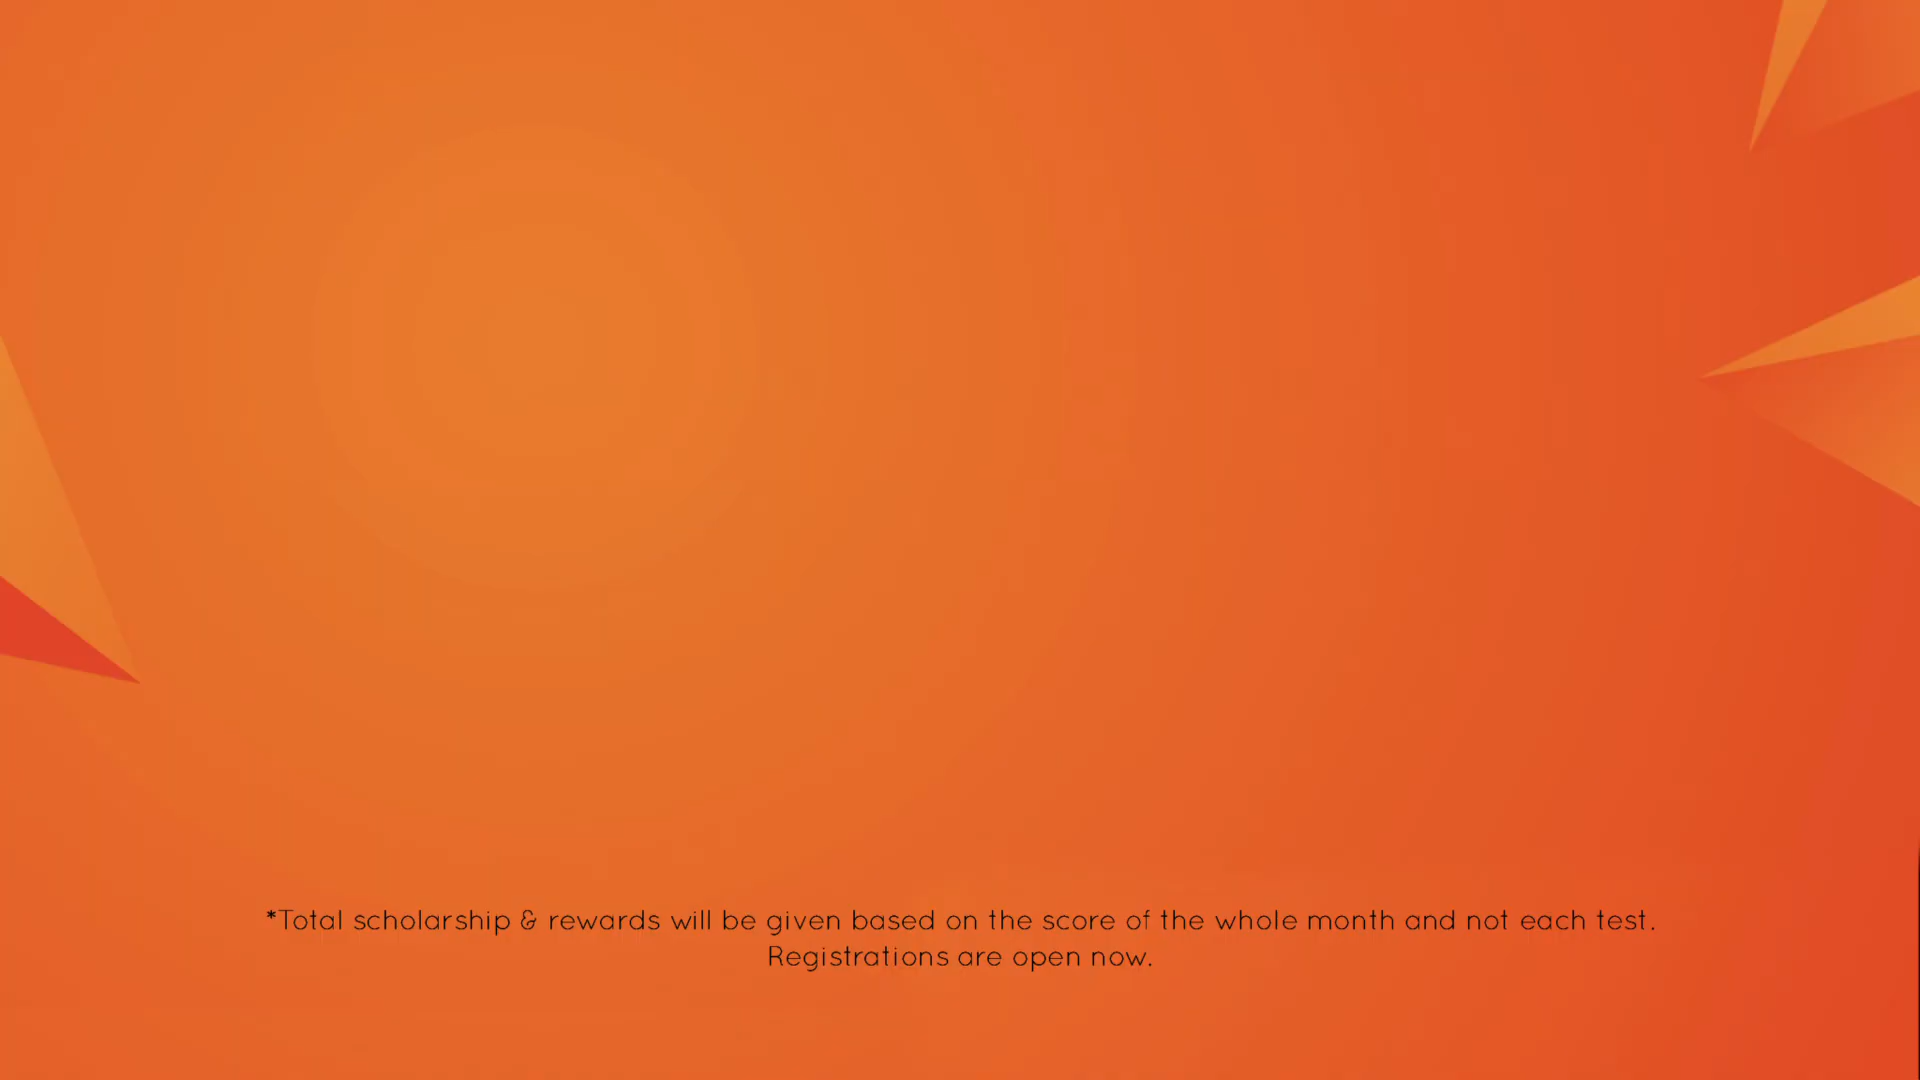 *Total scholarship & rewards will be given based on the score of the whole month and not each test.
Registrations are open now.